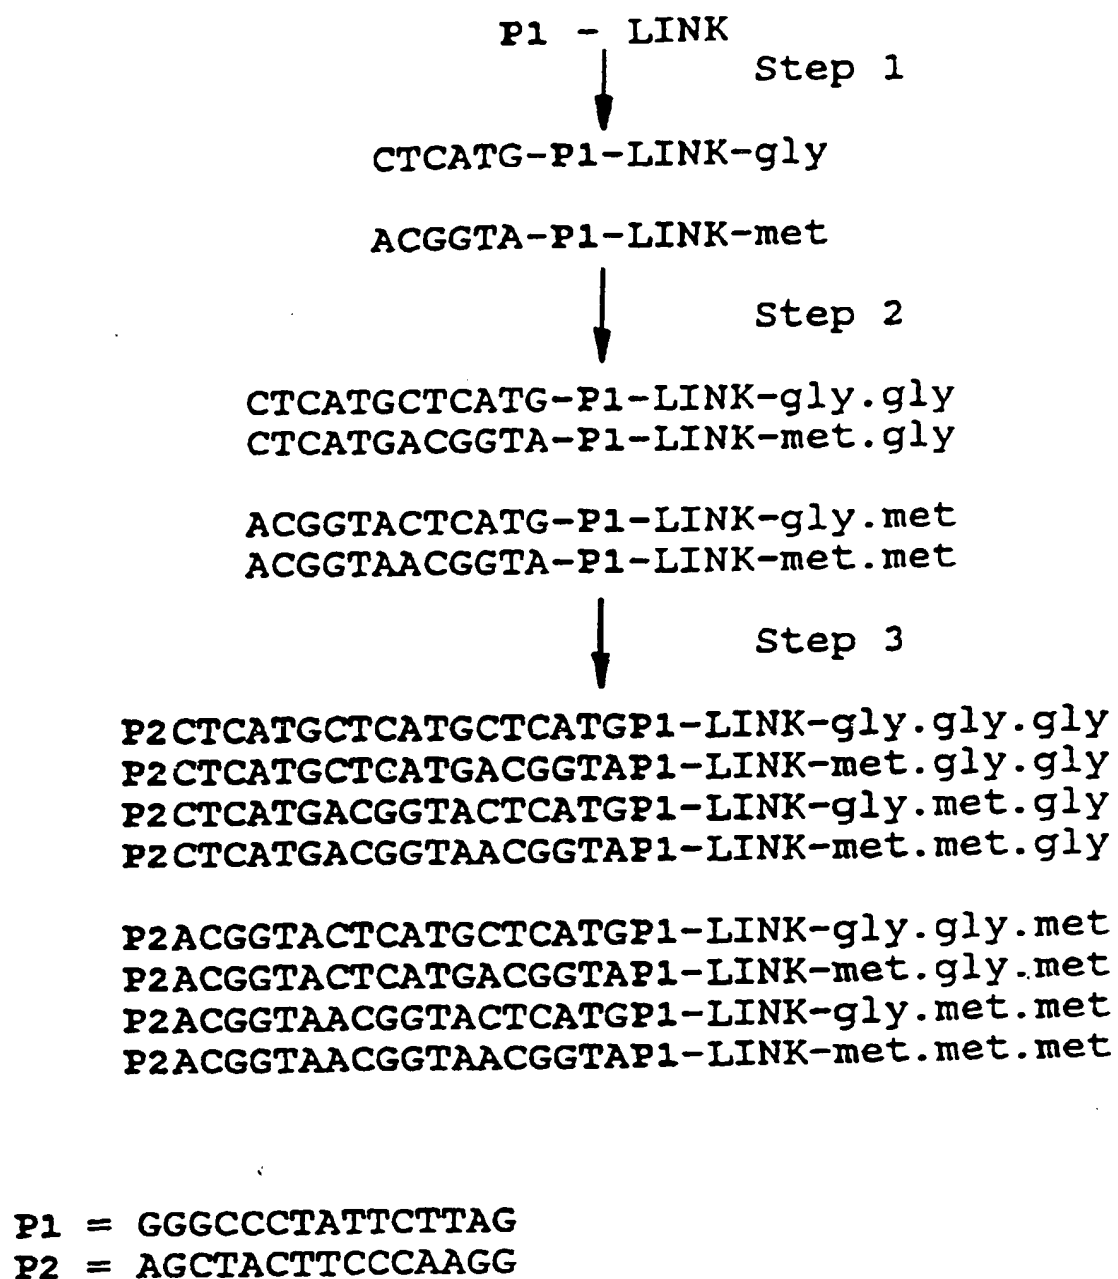 P1 - LINK
Step 1
CTCATG-P1-LINK-gly
ACGGTA-P1-LINK-met
Step 2
CTCATGCTCATG-P1-LINK-gly.gly
CTCATGACGGTA-P1-LINK-met.gly
ACGGTACTCATG-P1-LINK-gly.met
ACGGTAACGGTA-P1-LINK-met.met
Step 3
P2CTCATGCTCATGCTCATGP1-LINK-gly.gly.gly
P2CTCATGCTCATGACGGTAP1-LINK-met.gly.gly
P2CTCATGACGGTACTCATGP1-LINK-gly.met.gly
P2CTCATGACGGTAACGGTAP1-LINK-met.met.gly
P2ACGGTACTCATGCTCATGP1-LINK-gly.gly.met
P2ACGGTACTCATGACGGTAP1-LINK-met.gly.met
P2ACGGTAACGGTACTCATGP1-LINK-gly.met.met
P2ACGGTAACGGTAACGGTAP1-LINK-met.met.met
P1 = GGGCCCTATTCTTAG
P2 = AGCTACTTCCCAAGG